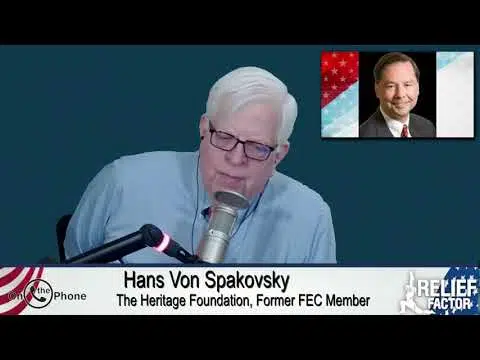 Hans Von Spakovsky
On the Phone
The Heritage Foundation, Former FEC Member
RELIEF
FACTOR